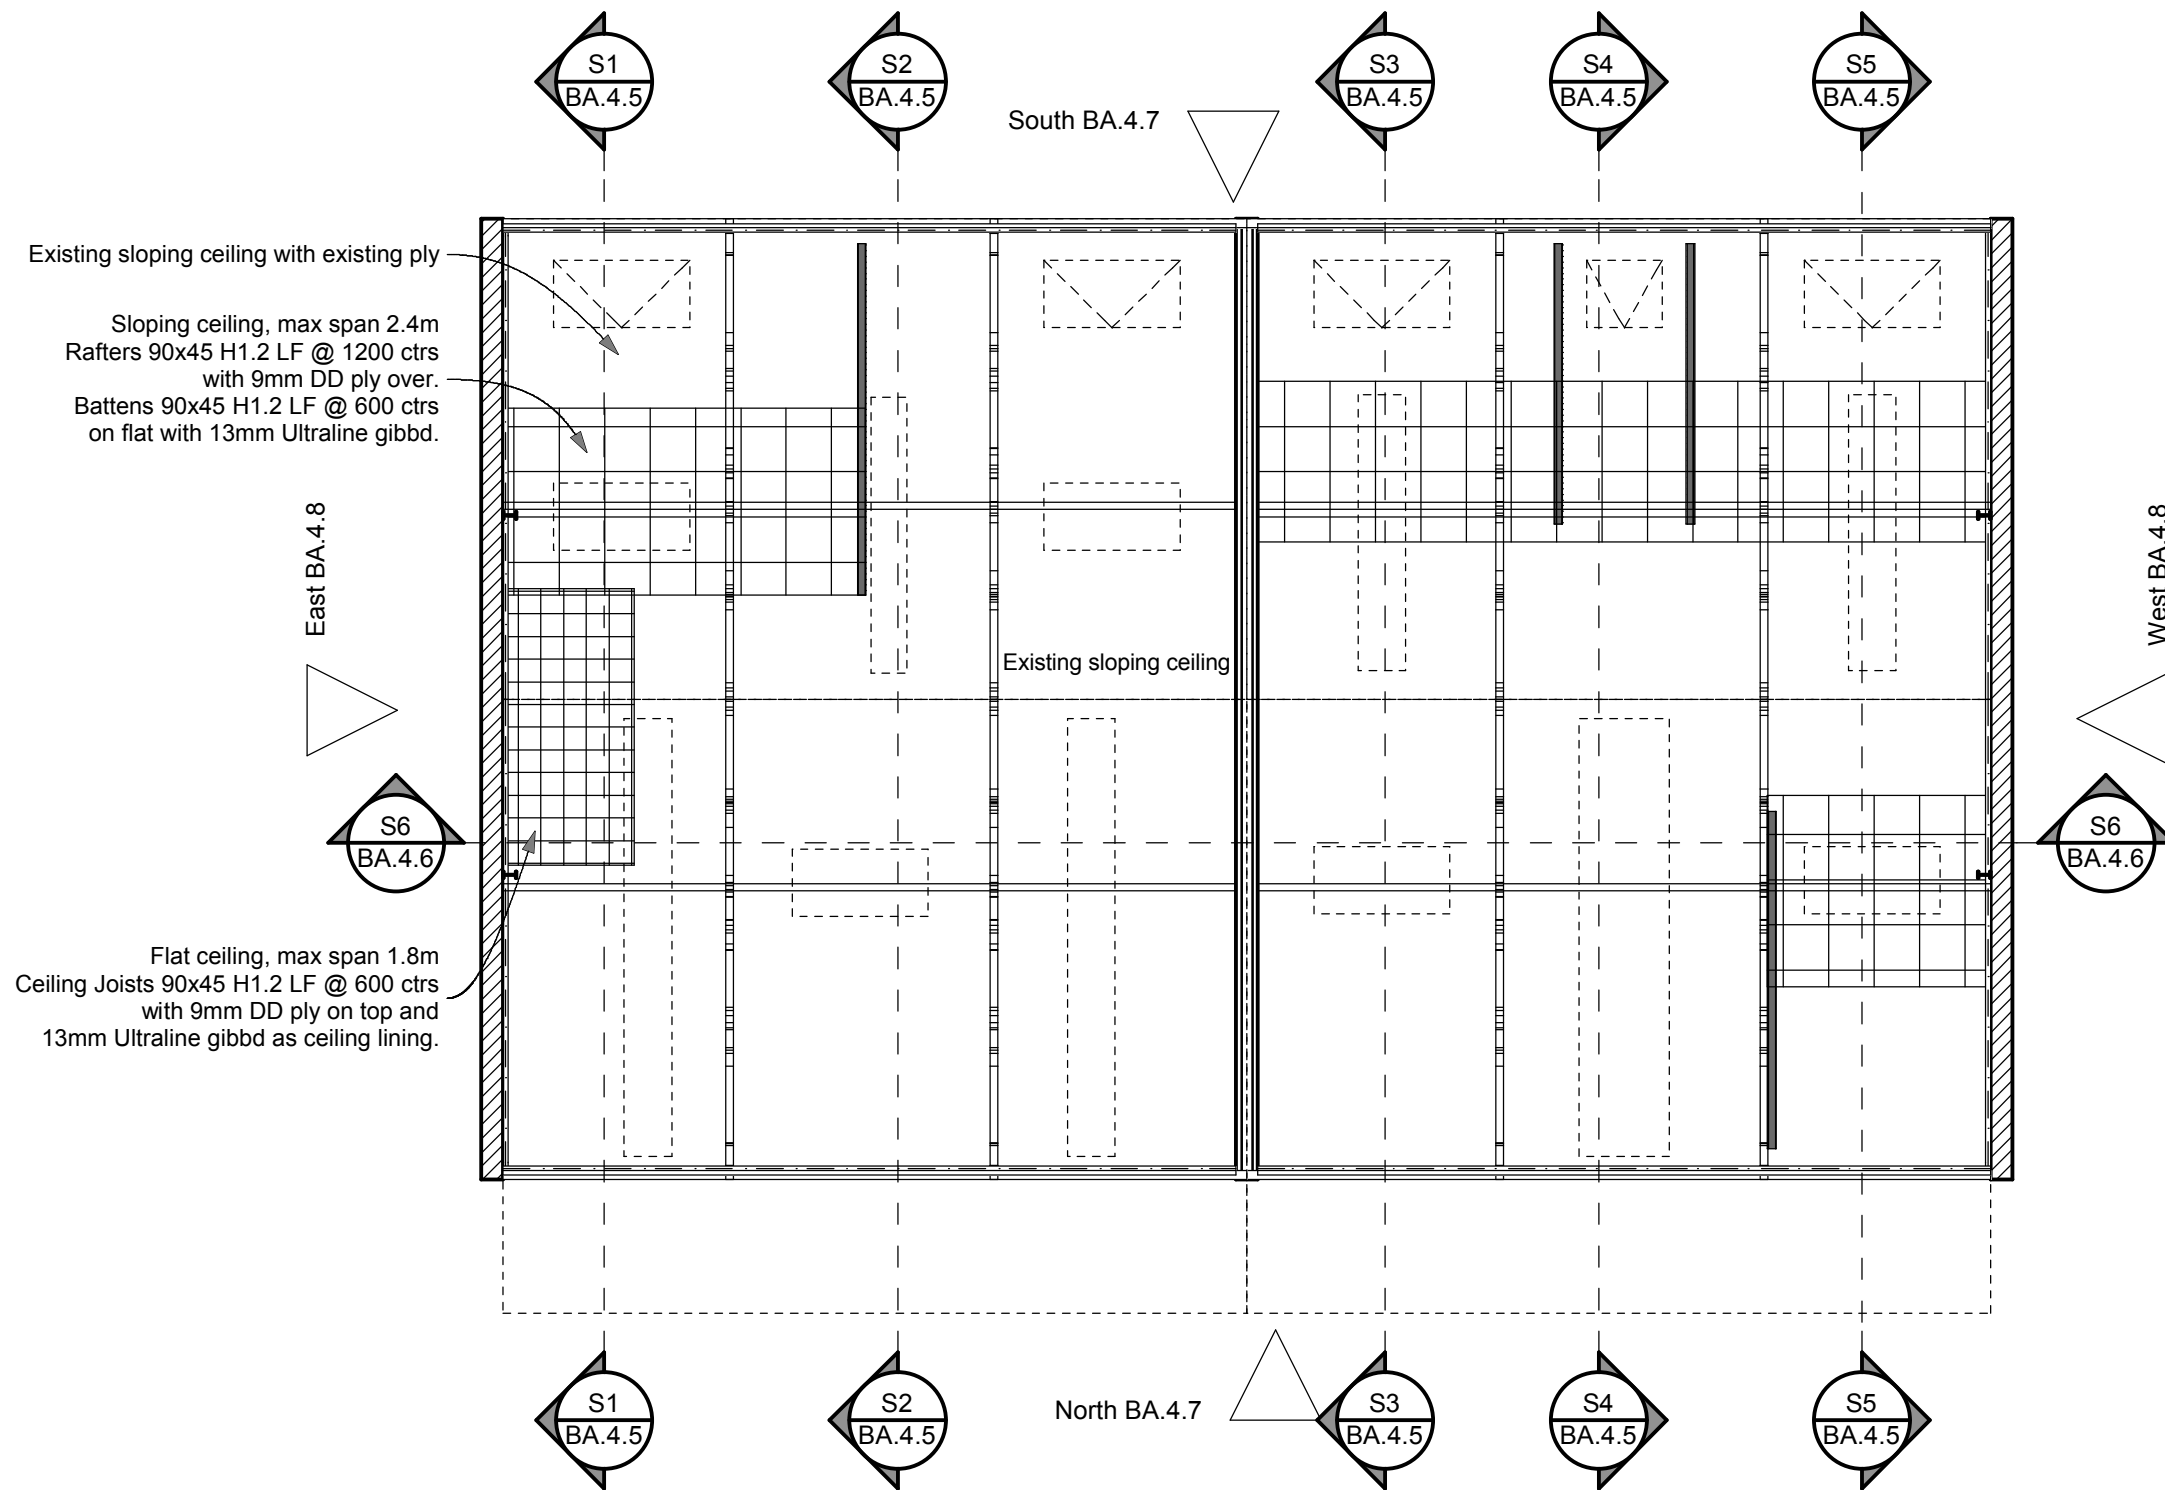 S1
BA.4.5
S2
BA.4.5
S3
BA.4.5
S4
BA.4.5
S5
BA.4.5
South BA.4.7
Existing sloping ceiling with existing ply
Sloping ceiling, max span 2.4m
Rafters 90x45 H1.2 LF @ 1200 ctrs
with 9mm DD ply over.
Battens 90x45 H1.2 LF @ 600 ctrs
on flat with 13mm Ultraline gibbd.
East BA.4.8
West BA.4.8
Existing sloping ceiling
S6
BA.4.6
S6
BA.4.6
Flat ceiling, max span 1.8m
Ceiling Joists 90x45 H1.2 LF @ 600 ctrs
with 9mm DD ply on top and
13mm Ultraline gibbd as ceiling lining.
North BA.4.7
S1
BA.4.5
S2
BA.4.5
S3
BA.4.5
S4
BA.4.5
S5
BA.4.5